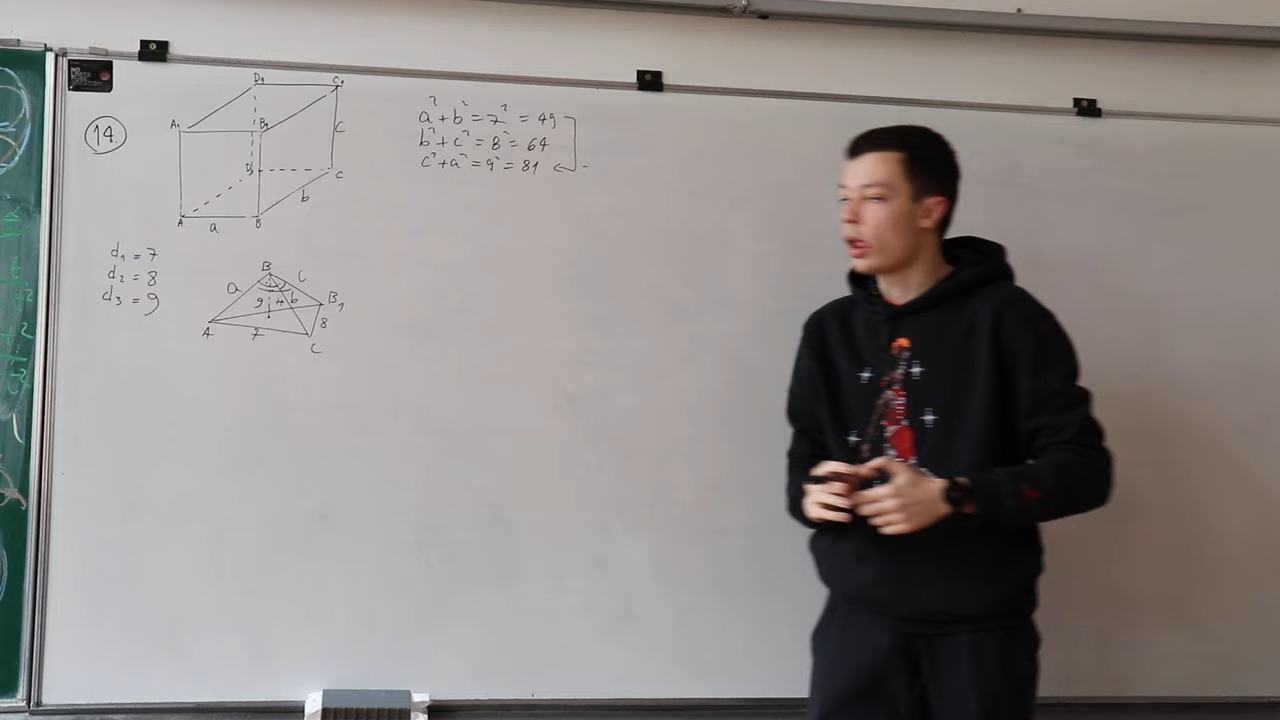 14.
D₁ C₁
A₁ B₁
C
D C
b
A B
a
a² + b² = 7² = 49
b² + c² = 8² = 64
c² + a² = 9² = 81
d₁ = 7
d₂ = 8
d₃ = 9
B
a c
9 H b B₁
A 7 8
C